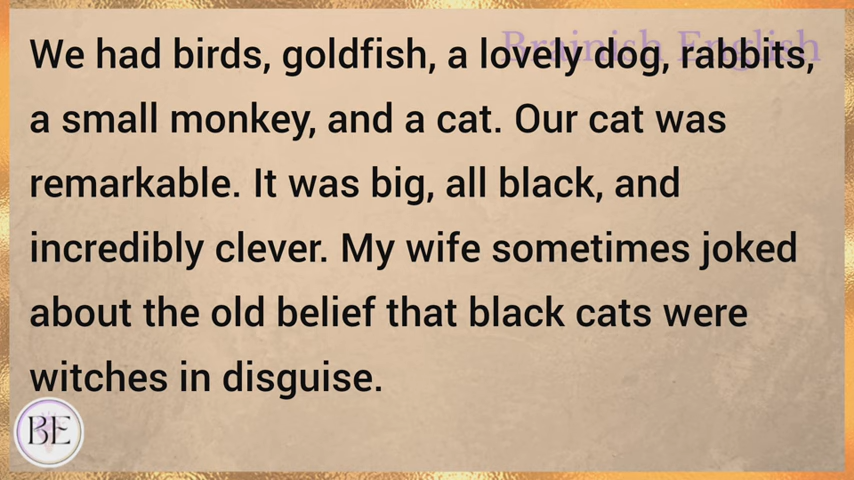 Brainish English
We had birds, goldfish, a lovely dog, rabbits,
a small monkey, and a cat. Our cat was
remarkable. It was big, all black, and
incredibly clever. My wife sometimes joked
about the old belief that black cats were
witches in disguise.
BE